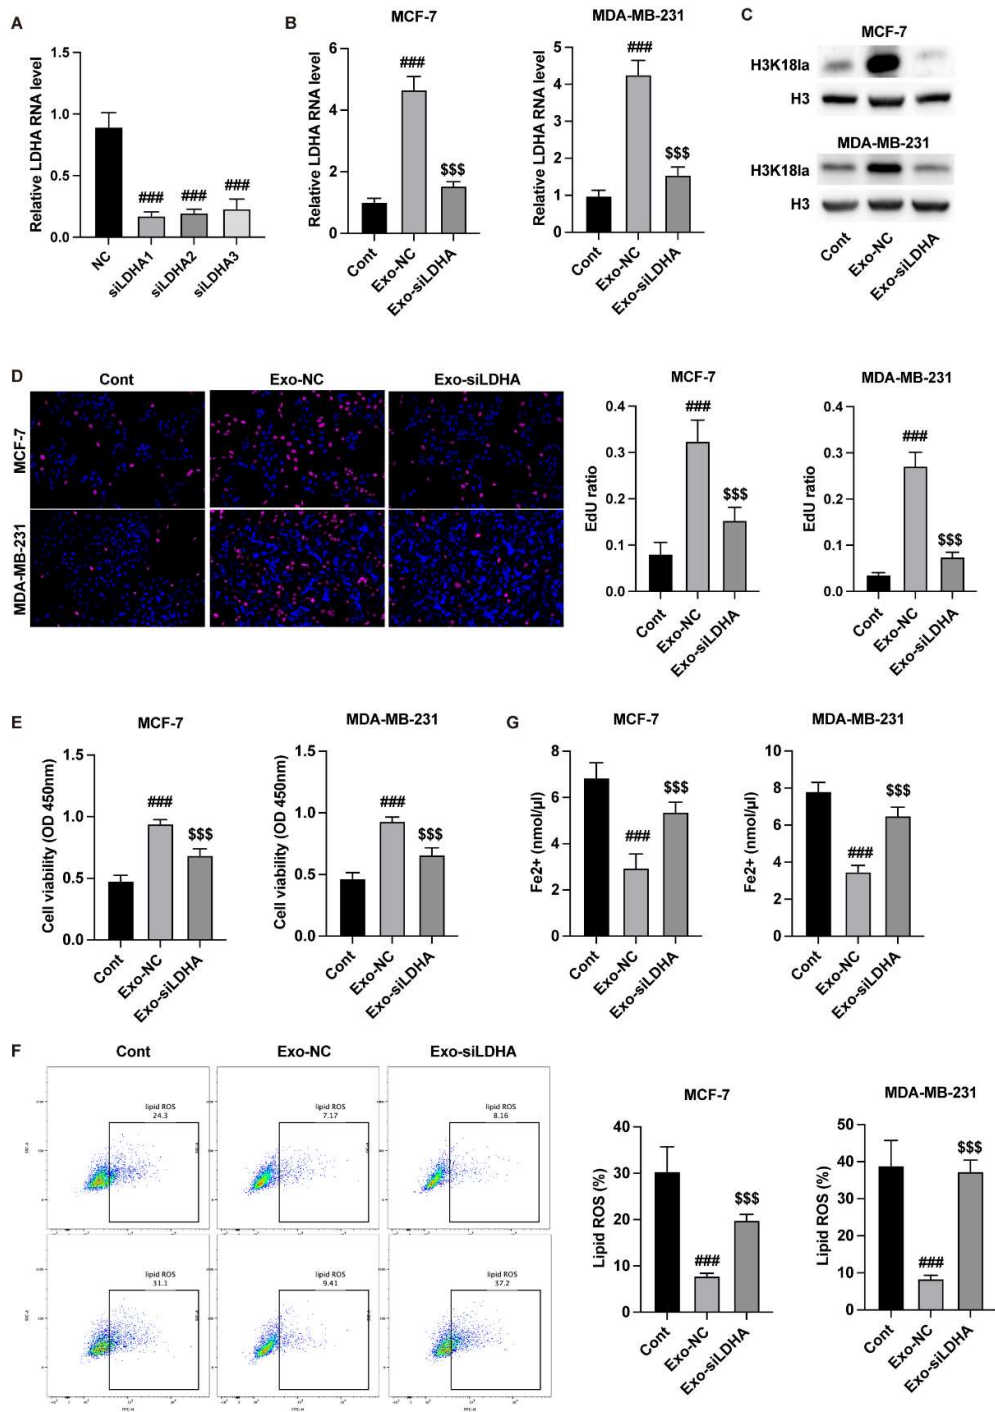 A
Relative LDHA RNA level
1.5
1.0
0.5
0.0
###
###
###
NC
siLDHA1
siLDHA2
siLDHA3
B
MCF-7
Relative LDHA RNA level
6
4
2
0
###
$$$
Cont
Exo-NC
Exo-siLDHA
MDA-MB-231
Relative LDHA RNA level
5
4
3
2
1
0
###
$$$
Cont
Exo-NC
Exo-siLDHA
C
MCF-7
H3K18la
H3
MDA-MB-231
H3K18la
H3
Cont
Exo-NC
Exo-siLDHA
D
Cont
Exo-NC
Exo-siLDHA
MCF-7
MDA-MB-231
MCF-7
EdU ratio
0.4
0.3
0.2
0.1
0.0
###
$$$
Cont
Exo-NC
Exo-siLDHA
MDA-MB-231
EdU ratio
0.4
0.3
0.2
0.1
0.0
###
$$$
Cont
Exo-NC
Exo-siLDHA
E
MCF-7
Cell viability (OD 450nm)
1.5
1.0
0.5
0.0
###
$$$
Cont
Exo-NC
Exo-siLDHA
MDA-MB-231
Cell viability (OD 450nm)
1.5
1.0
0.5
0.0
###
$$$
Cont
Exo-NC
Exo-siLDHA
G
MCF-7
Fe2+ (nmol/µl)
8
6
4
2
0
###
$$$
Cont
Exo-NC
Exo-siLDHA
MDA-MB-231
Fe2+ (nmol/µl)
10
8
6
4
2
0
###
$$$
Cont
Exo-NC
Exo-siLDHA
F
Cont
Exo-NC
Exo-siLDHA
lipid ROS
24.3
lipid ROS
7.17
lipid ROS
8.16
lipid ROS
31.1
lipid ROS
9.41
lipid ROS
37.2
MCF-7
Lipid ROS (%)
40
30
20
10
0
###
$$$
Cont
Exo-NC
Exo-siLDHA
MDA-MB-231
Lipid ROS (%)
50
40
30
20
10
0
###
$$$
Cont
Exo-NC
Exo-siLDHA